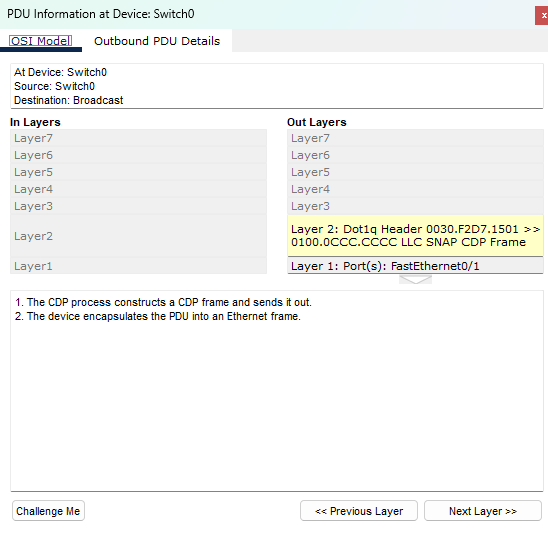 PDU Information at Device: Switch0
x
OSI Model Outbound PDU Details
At Device: Switch0
Source: Switch0
Destination: Broadcast
In Layers Out Layers
Layer7 Layer7
Layer6 Layer6
Layer5 Layer5
Layer4 Layer4
Layer3 Layer3
Layer2
Layer 2: Dot1q Header 0030.F2D7.1501 >>
0100.0CCC.CCCC LLC SNAP CDP Frame
Layer1 Layer 1: Port(s): FastEthernet0/1
1. The CDP process constructs a CDP frame and sends it out.
2. The device encapsulates the PDU into an Ethernet frame.
Challenge Me << Previous Layer Next Layer >>